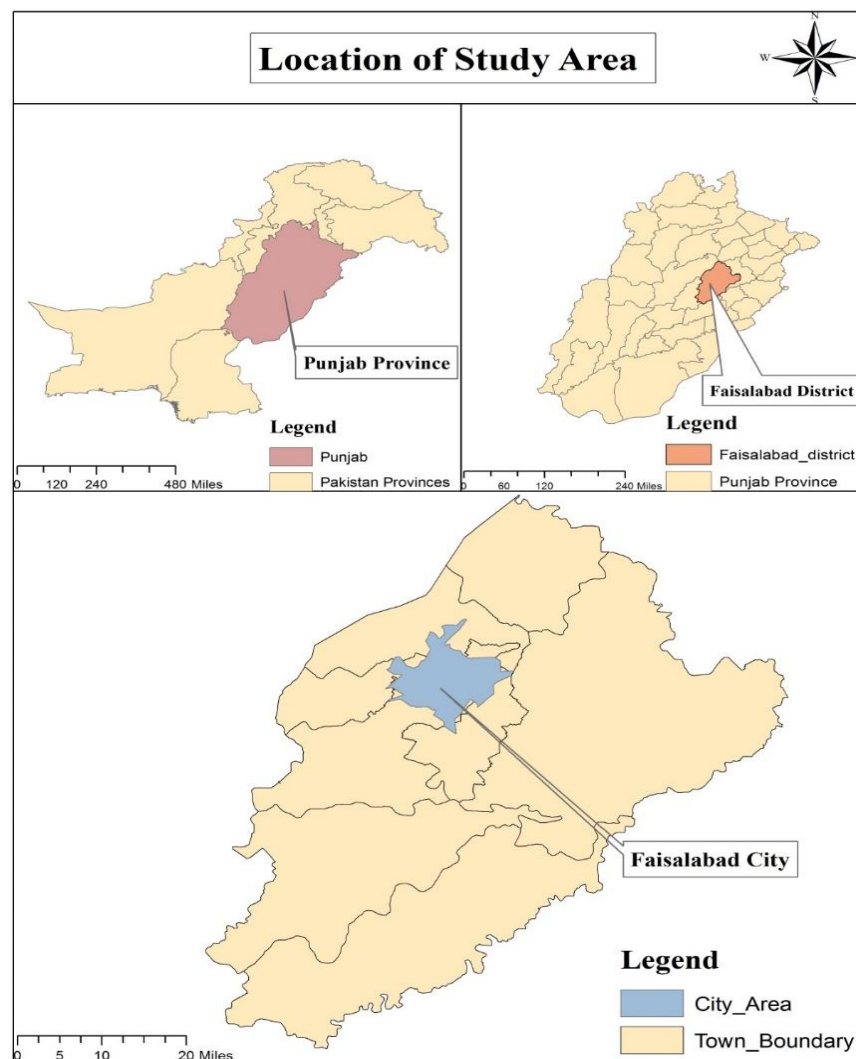 N
Location of Study Area
W
S
Punjab Province
Legend
Punjab
Pakistan Provinces
0 120 240 480 Miles
Faisalabad District
Legend
Faisalabad_district
Punjab Province
0 60 120 240 Miles
Faisalabad City
Legend
City_Area
Town_Boundary
0 5 10 20 Miles